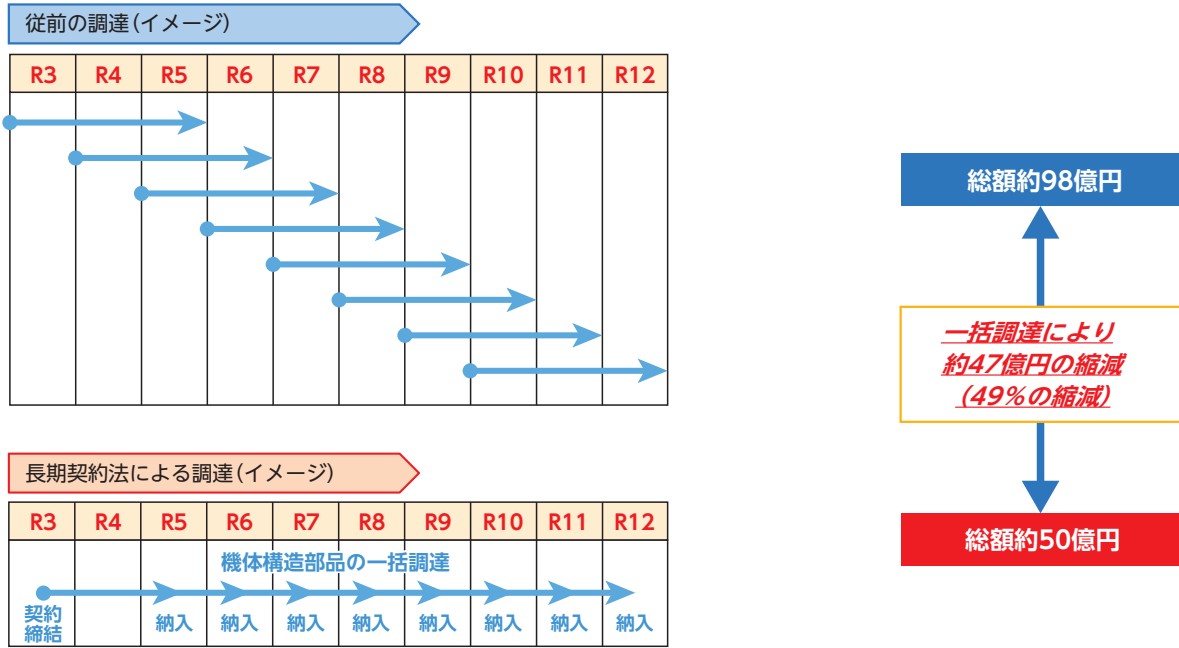 従前の調達(イメージ)
R3 R4 R5 R6 R7 R8 R9 R10 R11 R12
総額約98億円
一括調達により
約47億円の縮減
(49%の縮減)
総額約50億円
長期契約法による調達(イメージ)
R3 R4 R5 R6 R7 R8 R9 R10 R11 R12
機体構造部品の一括調達
契約
締結
納入 納入 納入 納入 納入 納入 納入 納入